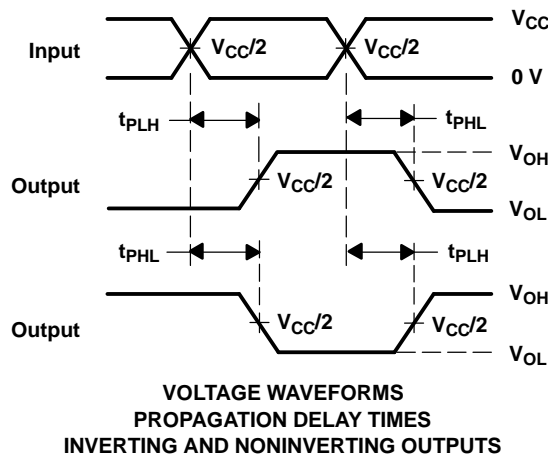 VCC
Input
VCC/2
VCC/2
0 V
tPLH
tPHL
VOH
Output
VCC/2
VCC/2
VOL
tPHL
tPLH
VOH
Output
VCC/2
VCC/2
VOL
VOLTAGE WAVEFORMS
PROPAGATION DELAY TIMES
INVERTING AND NONINVERTING OUTPUTS